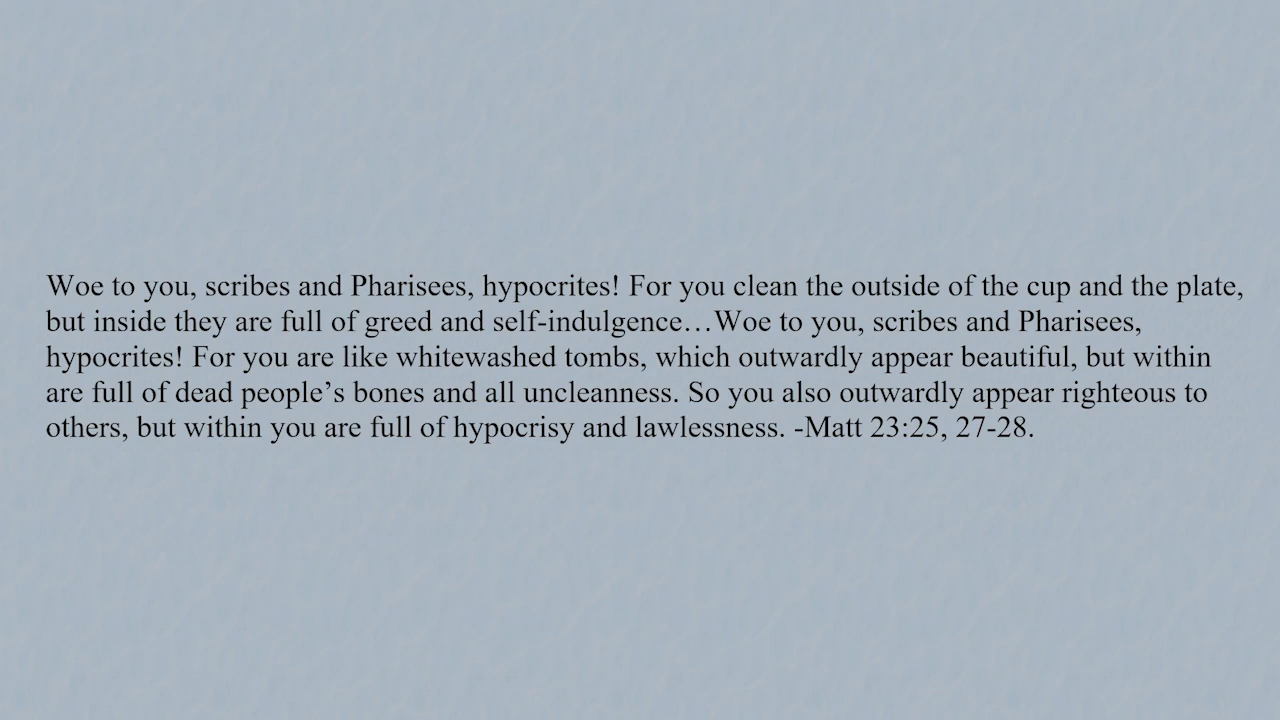 Woe to you, scribes and Pharisees, hypocrites! For you clean the outside of the cup and the plate,
but inside they are full of greed and self-indulgence…Woe to you, scribes and Pharisees,
hypocrites! For you are like whitewashed tombs, which outwardly appear beautiful, but within
are full of dead people’s bones and all uncleanness. So you also outwardly appear righteous to
others, but within you are full of hypocrisy and lawlessness. -Matt 23:25, 27-28.